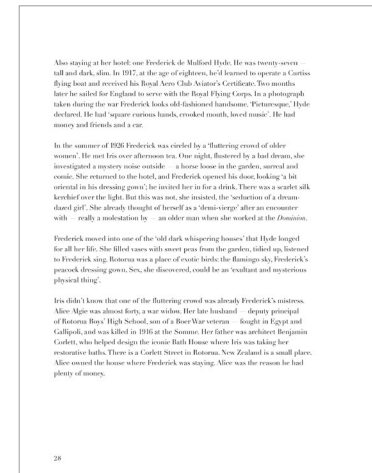 Also staying at her hotel: one Frederick de Mulford Hyde. He was twenty-seven —
tall and dark, slim. In 1917, at the age of eighteen, he'd learned to operate a Curtiss
flying boat and received his Royal Aero Club Aviator's Certificate. Two months
later he sailed for England to serve with the Royal Flying Corps. In a photograph
taken during the war Frederick looks old-fashioned handsome. 'Picturesque,' Hyde
declared. He had 'square curious hands, crooked mouth, loved music'. He had
money and friends and a car.
In the summer of 1926 Frederick was circled by a 'fluttering crowd of older
women'. He met Iris over afternoon tea. One night, flustered by a bad dream, she
investigated a mystery noise outside — a horse loose in the garden, surreal and
comic. She returned to the hotel, and Frederick opened his door, looking 'a bit
oriental in his dressing gown'; he invited her in for a drink. There was a scarlet silk
kerchief over the light. But this was not, she insisted, the 'seduction of a dream-
dazed girl'. She already thought of herself as a 'demi-vierge' after an encounter
with — really a molestation by — an older man when she worked at the Dominion.
Frederick moved into one of the 'old dark whispering houses' that Hyde longed
for all her life. She filled vases with sweet peas from the garden, tidied up, listened
to Frederick sing. Rotorua was a place of exotic birds: the flamingo sky, Frederick's
peacock dressing gown. Sex, she discovered, could be an 'exultant and mysterious
physical thing'.
Iris didn't know that one of the fluttering crowd was already Frederick's mistress.
Alice Algie was almost forty, a war widow. Her late husband — deputy principal
of Rotorua Boys' High School, son of a Boer War veteran — fought in Egypt and
Gallipoli, and was killed in 1916 at the Somme. Her father was architect Benjamin
Corlett, who helped design the iconic Bath House where Iris was taking her
restorative baths. There is a Corlett Street in Rotorua. New Zealand is a small place.
Alice owned the house where Frederick was staying. Alice was the reason he had
plenty of money.
28